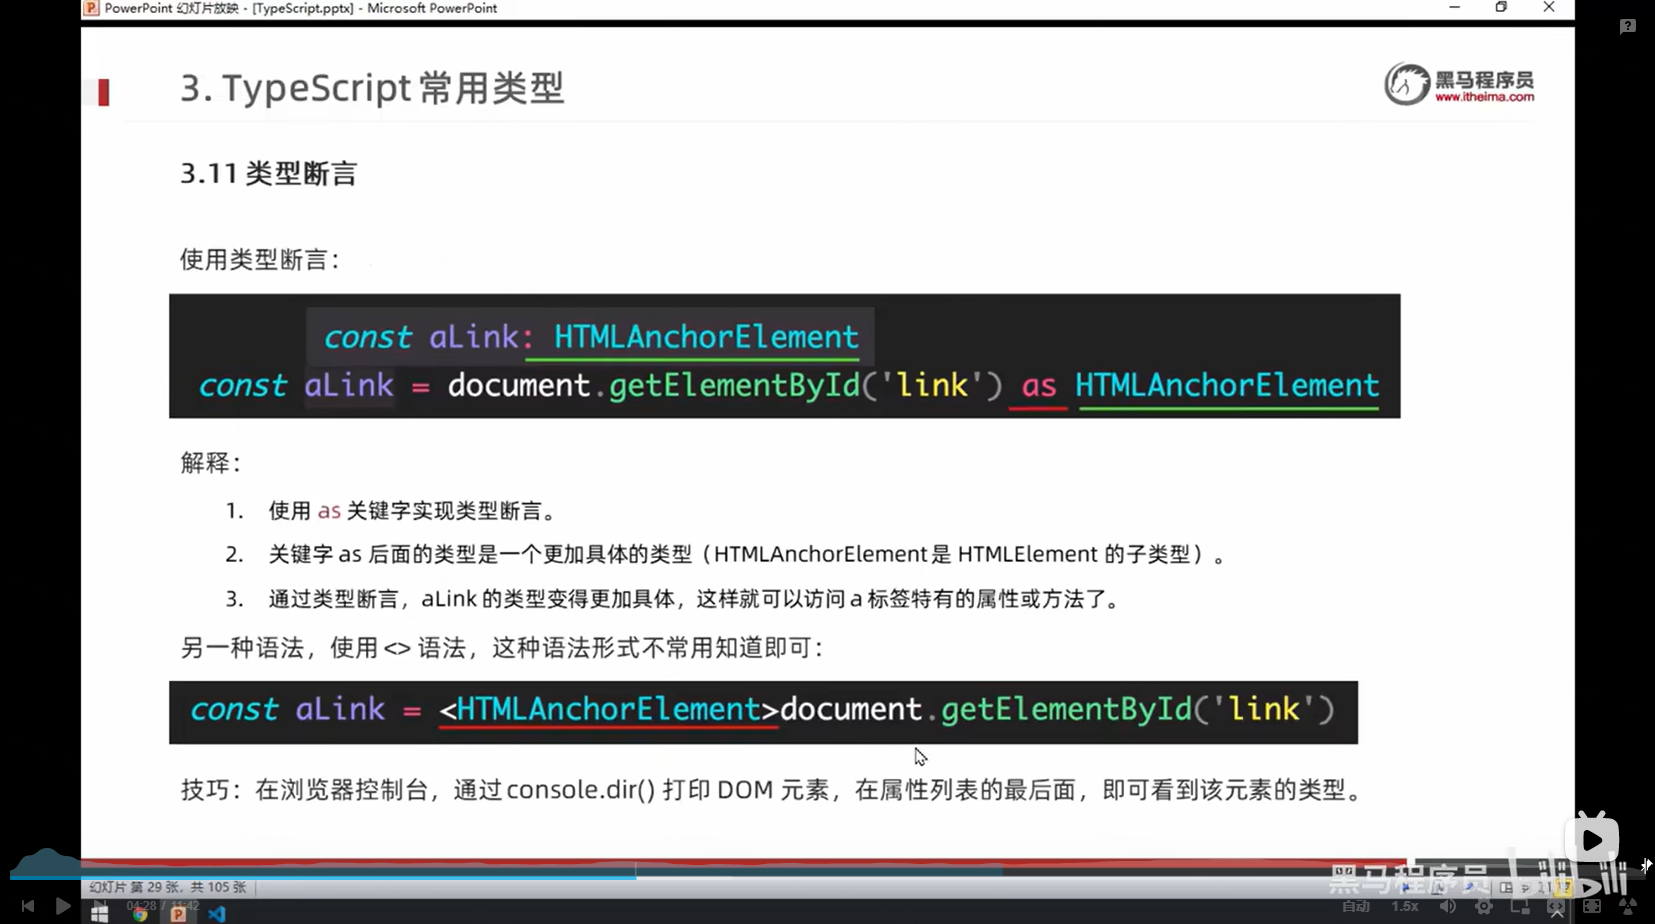 PowerPoint 幻灯片放映 - [TypeScript.pptx] - Microsoft PowerPoint
3. TypeScript 常用类型
黑马程序员
www.itheima.com
3.11 类型断言
使用类型断言：
const aLink: HTMLAnchorElement
const aLink = document.getElementById('link') as HTMLAnchorElement
解释：
1. 使用 as 关键字实现类型断言。
2. 关键字 as 后面的类型是一个更加具体的类型（HTMLAnchorElement 是 HTMLElement 的子类型）。
3. 通过类型断言，aLink 的类型变得更加具体，这样就可以访问 a 标签特有的属性或方法了。
另一种语法，使用 <> 语法，这种语法形式不常用知道即可：
const aLink = <HTMLAnchorElement>document.getElementById('link')
技巧：在浏览器控制台，通过 console.dir() 打印 DOM 元素，在属性列表的最后面，即可看到该元素的类型。
黑马程序员
bilibili
幻灯片 第 29 张，共 105 张
04:28 / 11:42
自动
1.5x